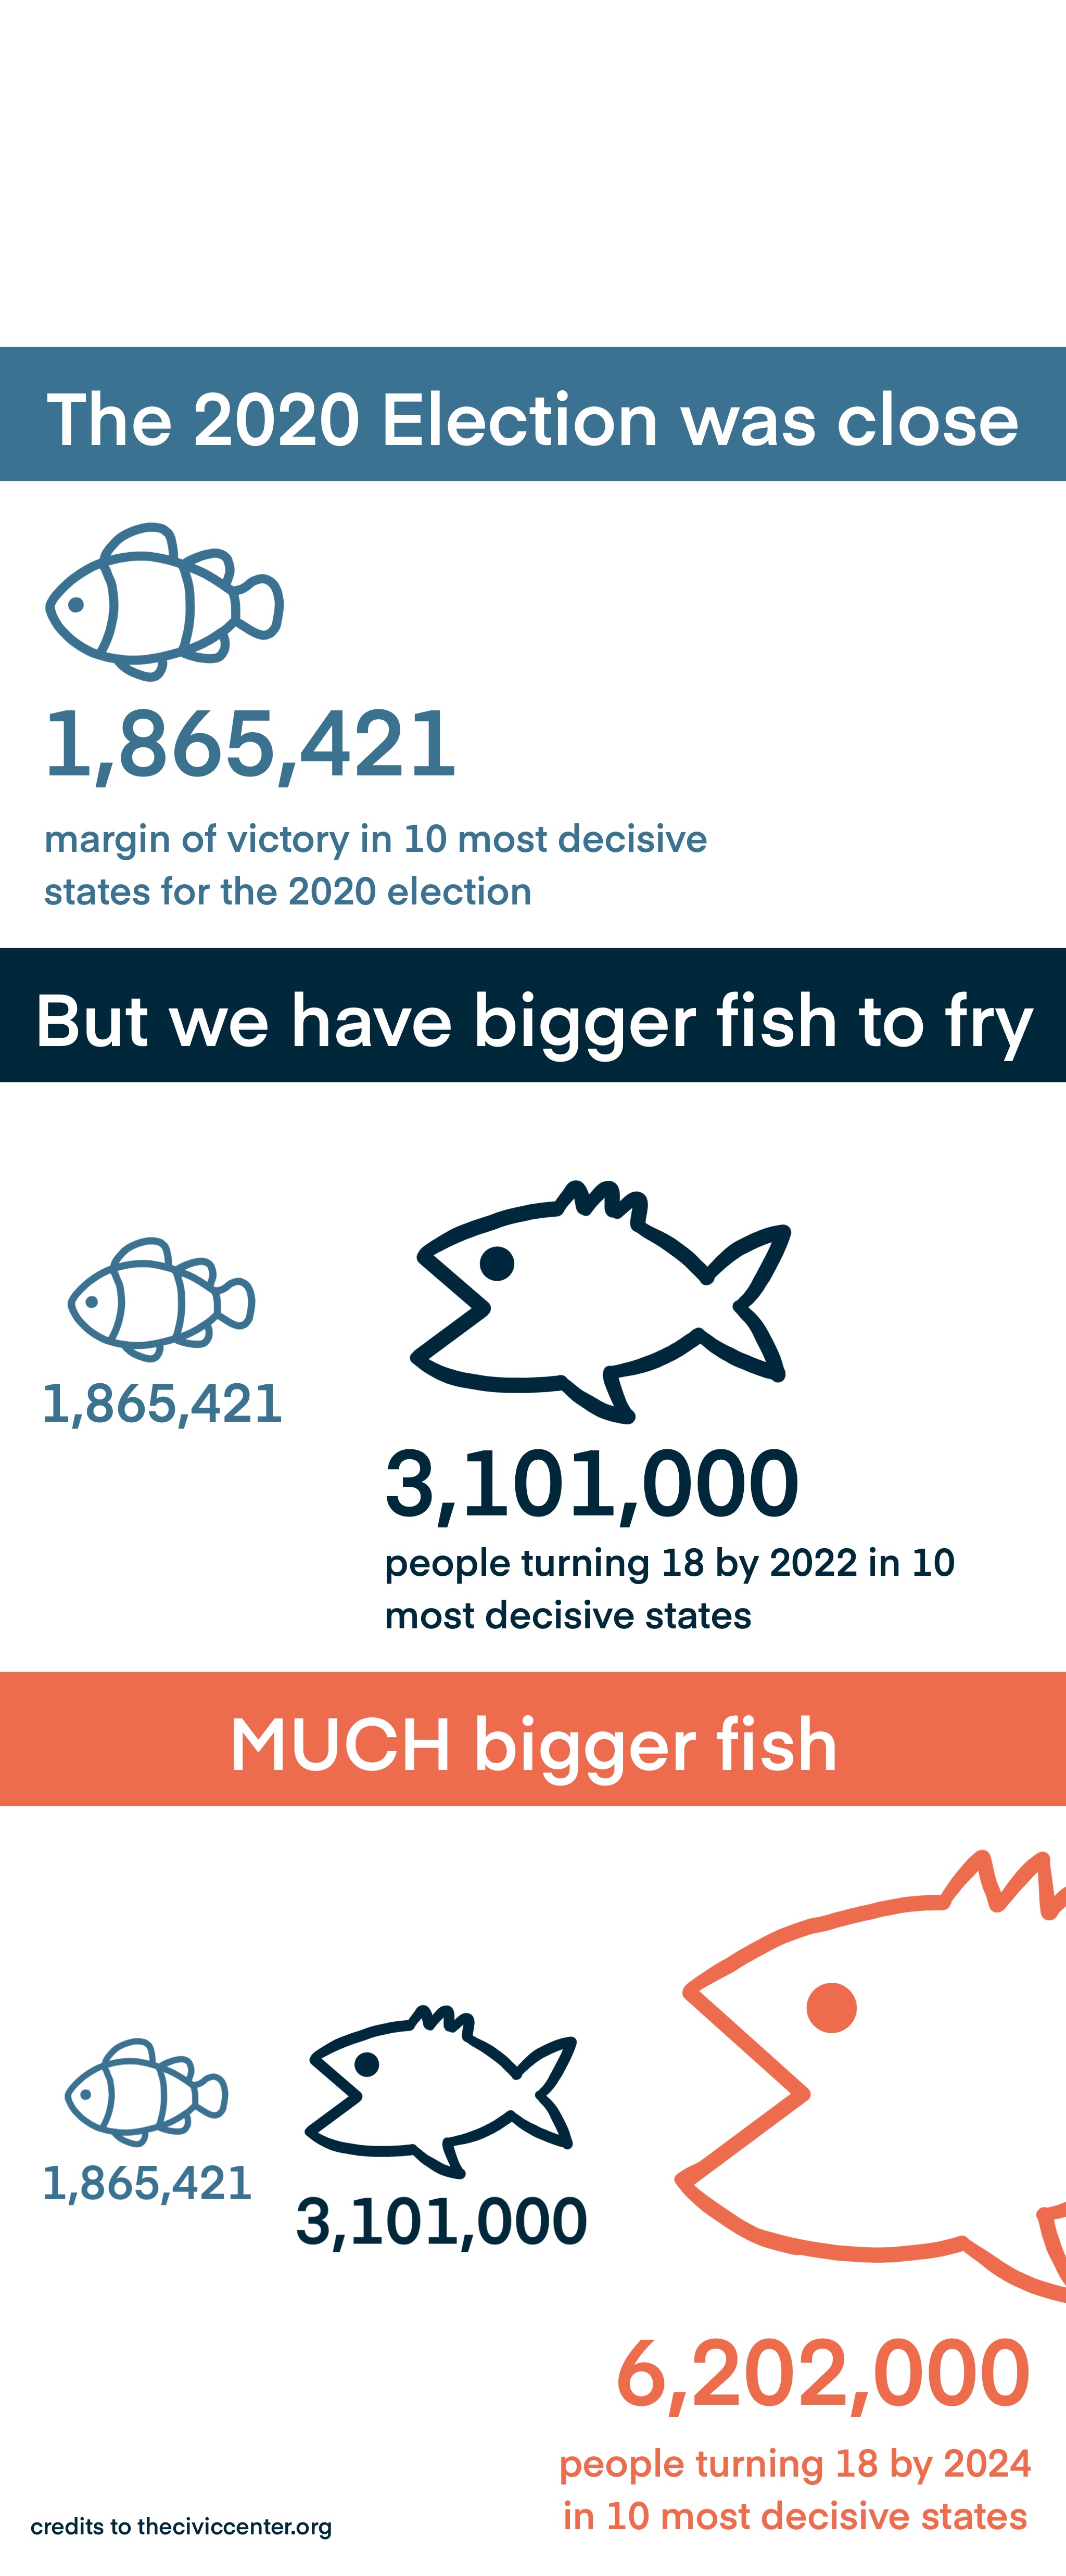 The 2020 Election was close
1,865,421
margin of victory in 10 most decisive
states for the 2020 election
But we have bigger fish to fry
1,865,421
3,101,000
people turning 18 by 2022 in 10
most decisive states
MUCH bigger fish
1,865,421
3,101,000
6,202,000
people turning 18 by 2024
in 10 most decisive states
credits to theciviccenter.org